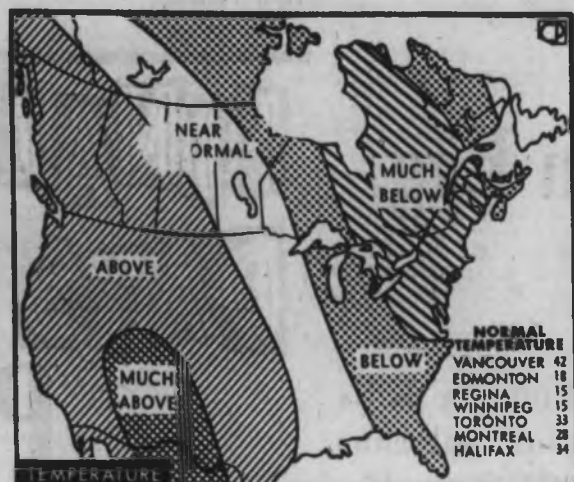 NEAR
ORMAL
MUCH
BELOW
ABOVE
MUCH
ABOVE
BELOW
NORMAL
TEMPERATURE
VANCOUVER 42
EDMONTON 18
REGINA 15
WINNIPEG 15
TORONTO 33
MONTREAL 28
HALIFAX 34
TEMPERATURE